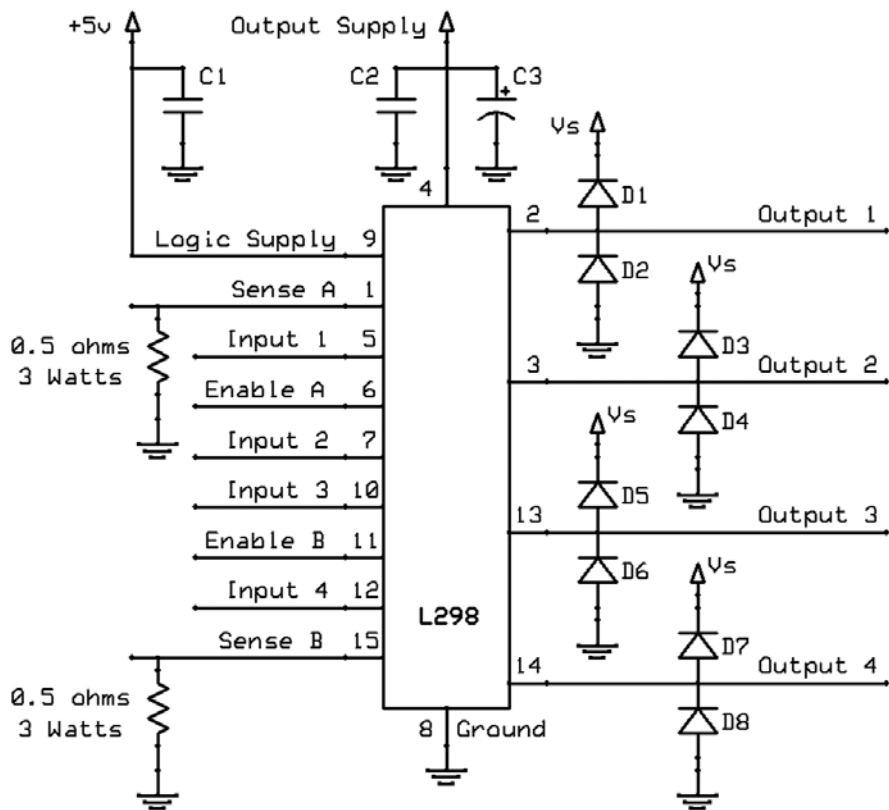 +5v
Output Supply
C1
C2
C3
+
Vs
4
D1
2
Output 1
Logic Supply 9
D2
Vs
Sense A 1
0.5 ohms
3 Watts
Input 1 5
D3
3
Output 2
Enable A 6
D4
Vs
Input 2 7
Input 3 10
D5
13
Output 3
Enable B 11
D6
Vs
Input 4 12
L298
Sense B 15
D7
14
Output 4
0.5 ohms
3 Watts
8 Ground
D8